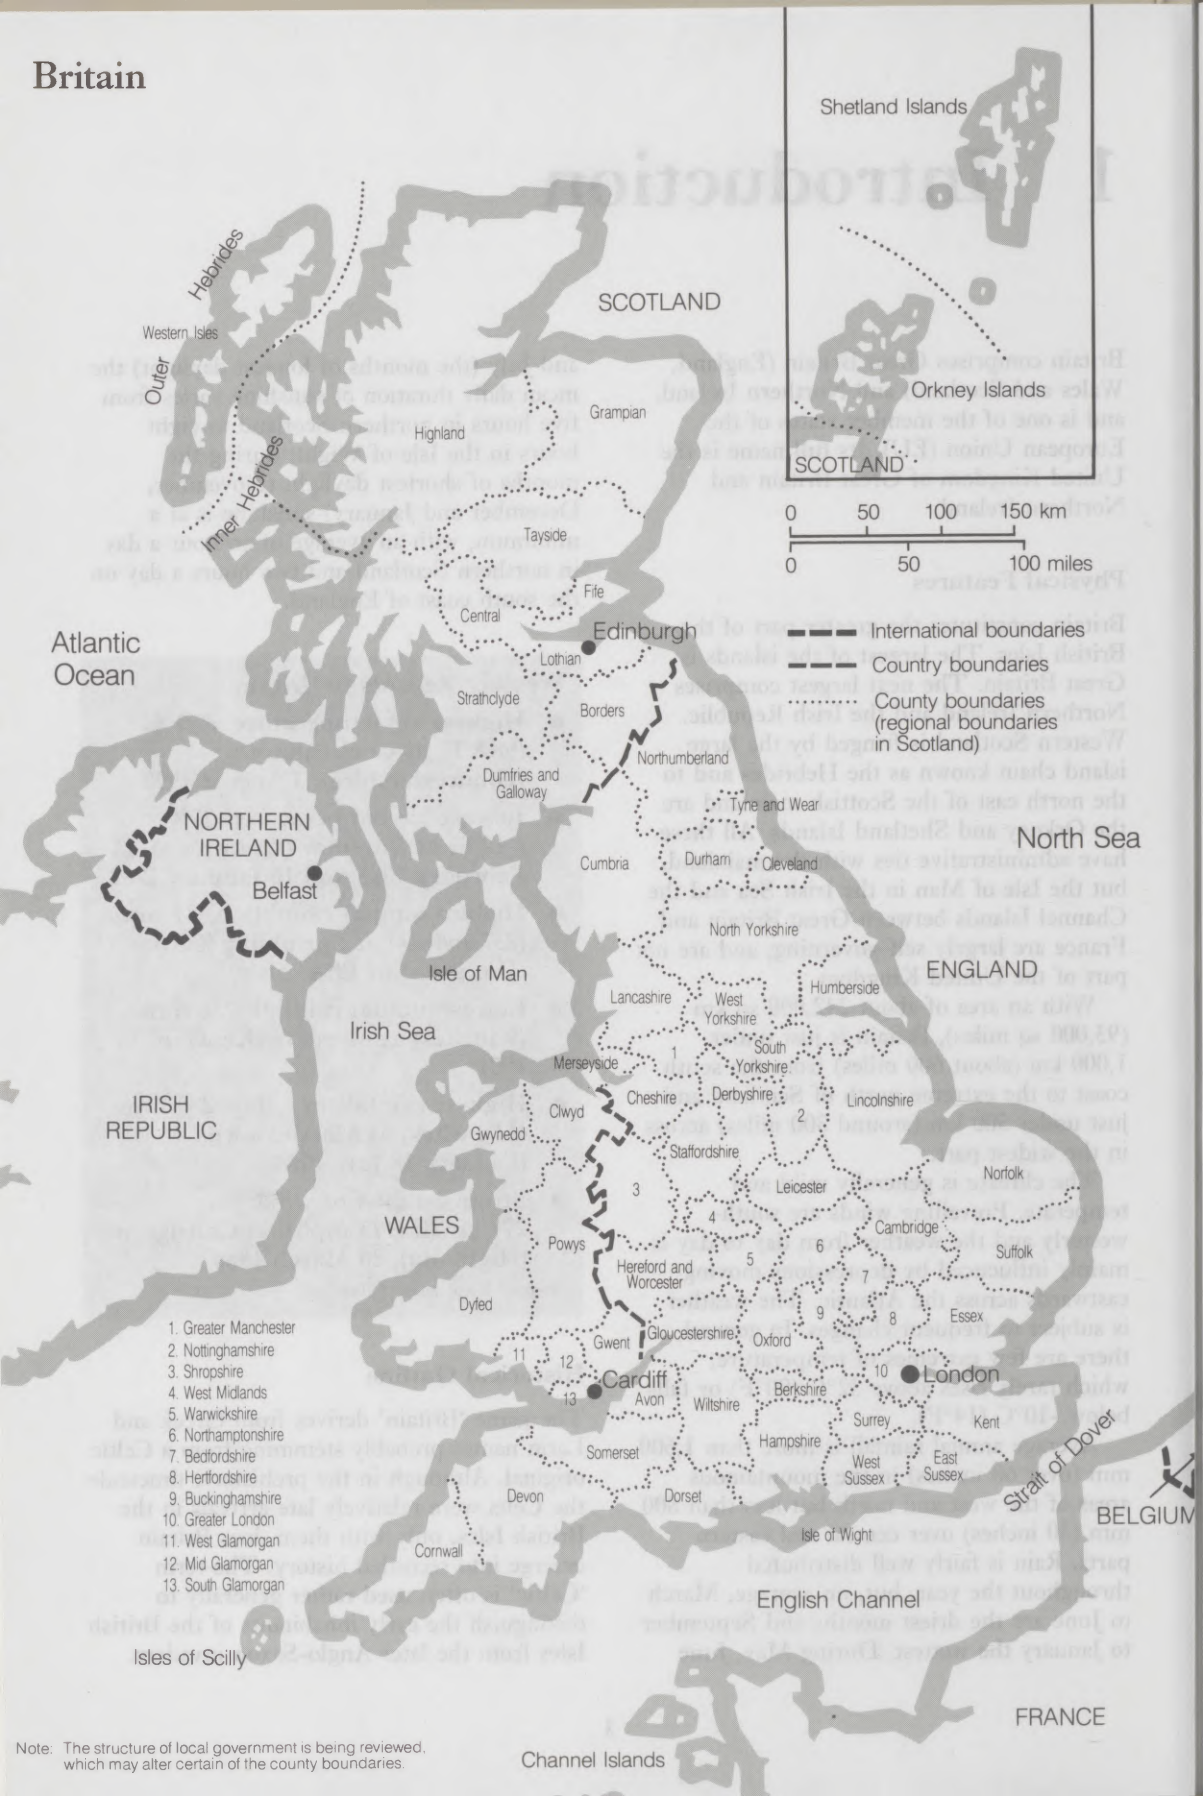 Britain
Shetland Islands
Orkney Islands
SCOTLAND
0 50 100 150 km
0 50 100 miles
International boundaries
Country boundaries
County boundaries
(regional boundaries
in Scotland)
Outer Hebrides
Western Isles
Inner Hebrides
SCOTLAND
Highland
Grampian
Tayside
Fife
Central
Edinburgh
Lothian
Strathclyde
Borders
Dumfries and
Galloway
Atlantic
Ocean
NORTHERN
IRELAND
Belfast
Northumberland
Tyne and Wear
Cumbria
Durham
Cleveland
North Sea
North Yorkshire
Isle of Man
ENGLAND
Humberside
Lancashire
West
Yorkshire
Irish Sea
Merseyside
1
South
Yorkshire
IRISH
REPUBLIC
Clwyd
Cheshire
Derbyshire
2
Lincolnshire
Gwynedd
Staffordshire
3
Leicester
Norfolk
4
WALES
Powys
5
6
Cambridge
Suffolk
Hereford and
Worcester
7
Dyfed
Gwent
Gloucestershire
Oxford
9
8
Essex
11
12
13
Cardiff
Avon
Wiltshire
Berkshire
10
London
Surrey
Kent
Somerset
Hampshire
West
Sussex
East
Sussex
Strait of Dover
Devon
Dorset
Isle of Wight
BELGIUM
Cornwall
English Channel
Isles of Scilly
FRANCE
Channel Islands
1. Greater Manchester
2. Nottinghamshire
3. Shropshire
4. West Midlands
5. Warwickshire
6. Northamptonshire
7. Bedfordshire
8. Hertfordshire
9. Buckinghamshire
10. Greater London
11. West Glamorgan
12 Mid Glamorgan
13. South Glamorgan
Note: The structure of local government is being reviewed,
which may alter certain of the county boundaries.